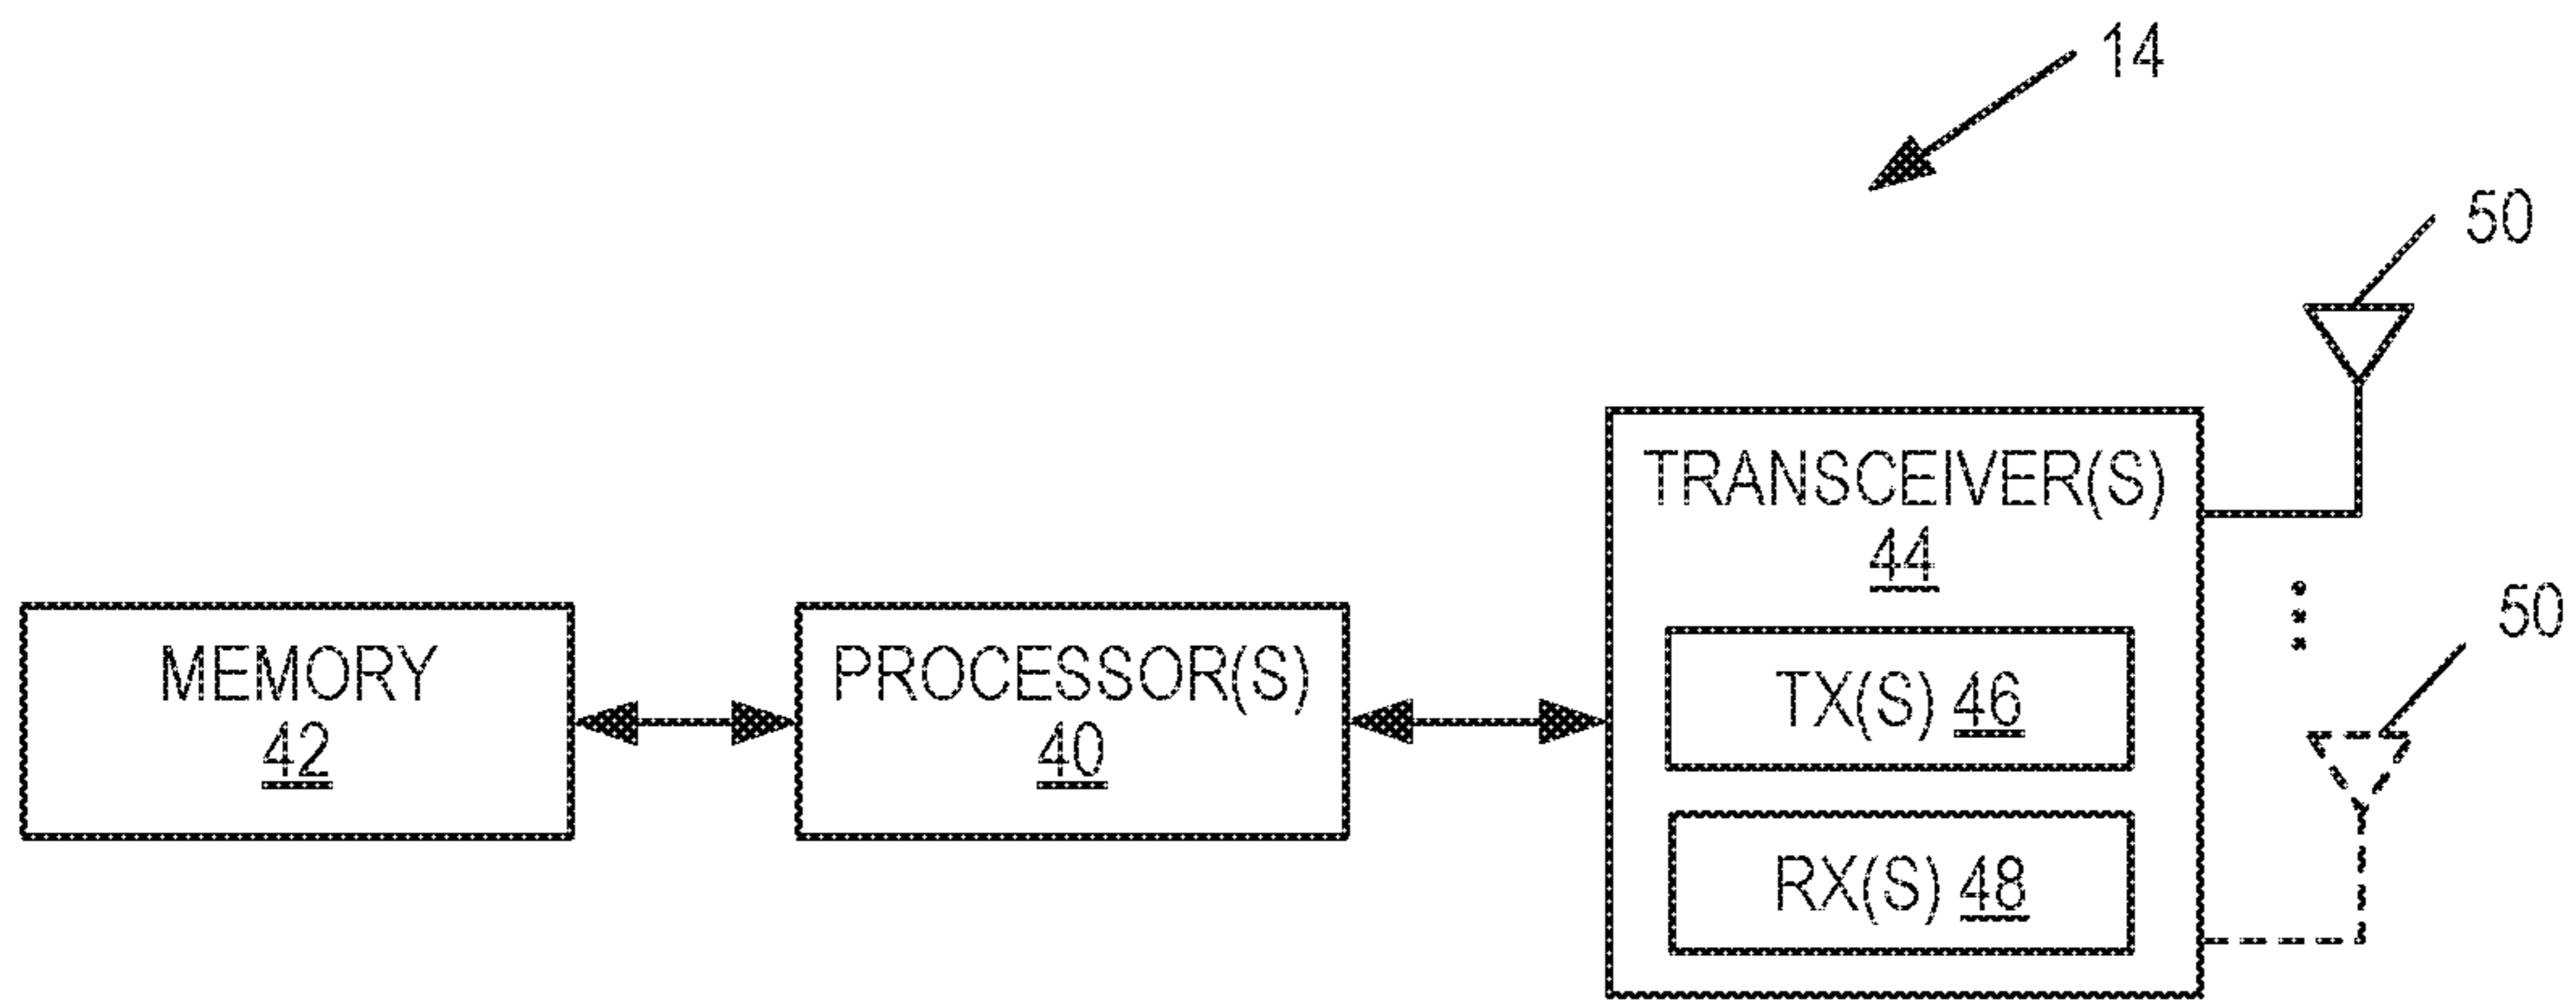 14
50
TRANSCEIVER(S)
44
50
MEMORY
42
PROCESSOR(S)
40
TX(S) 46
RX(S) 48